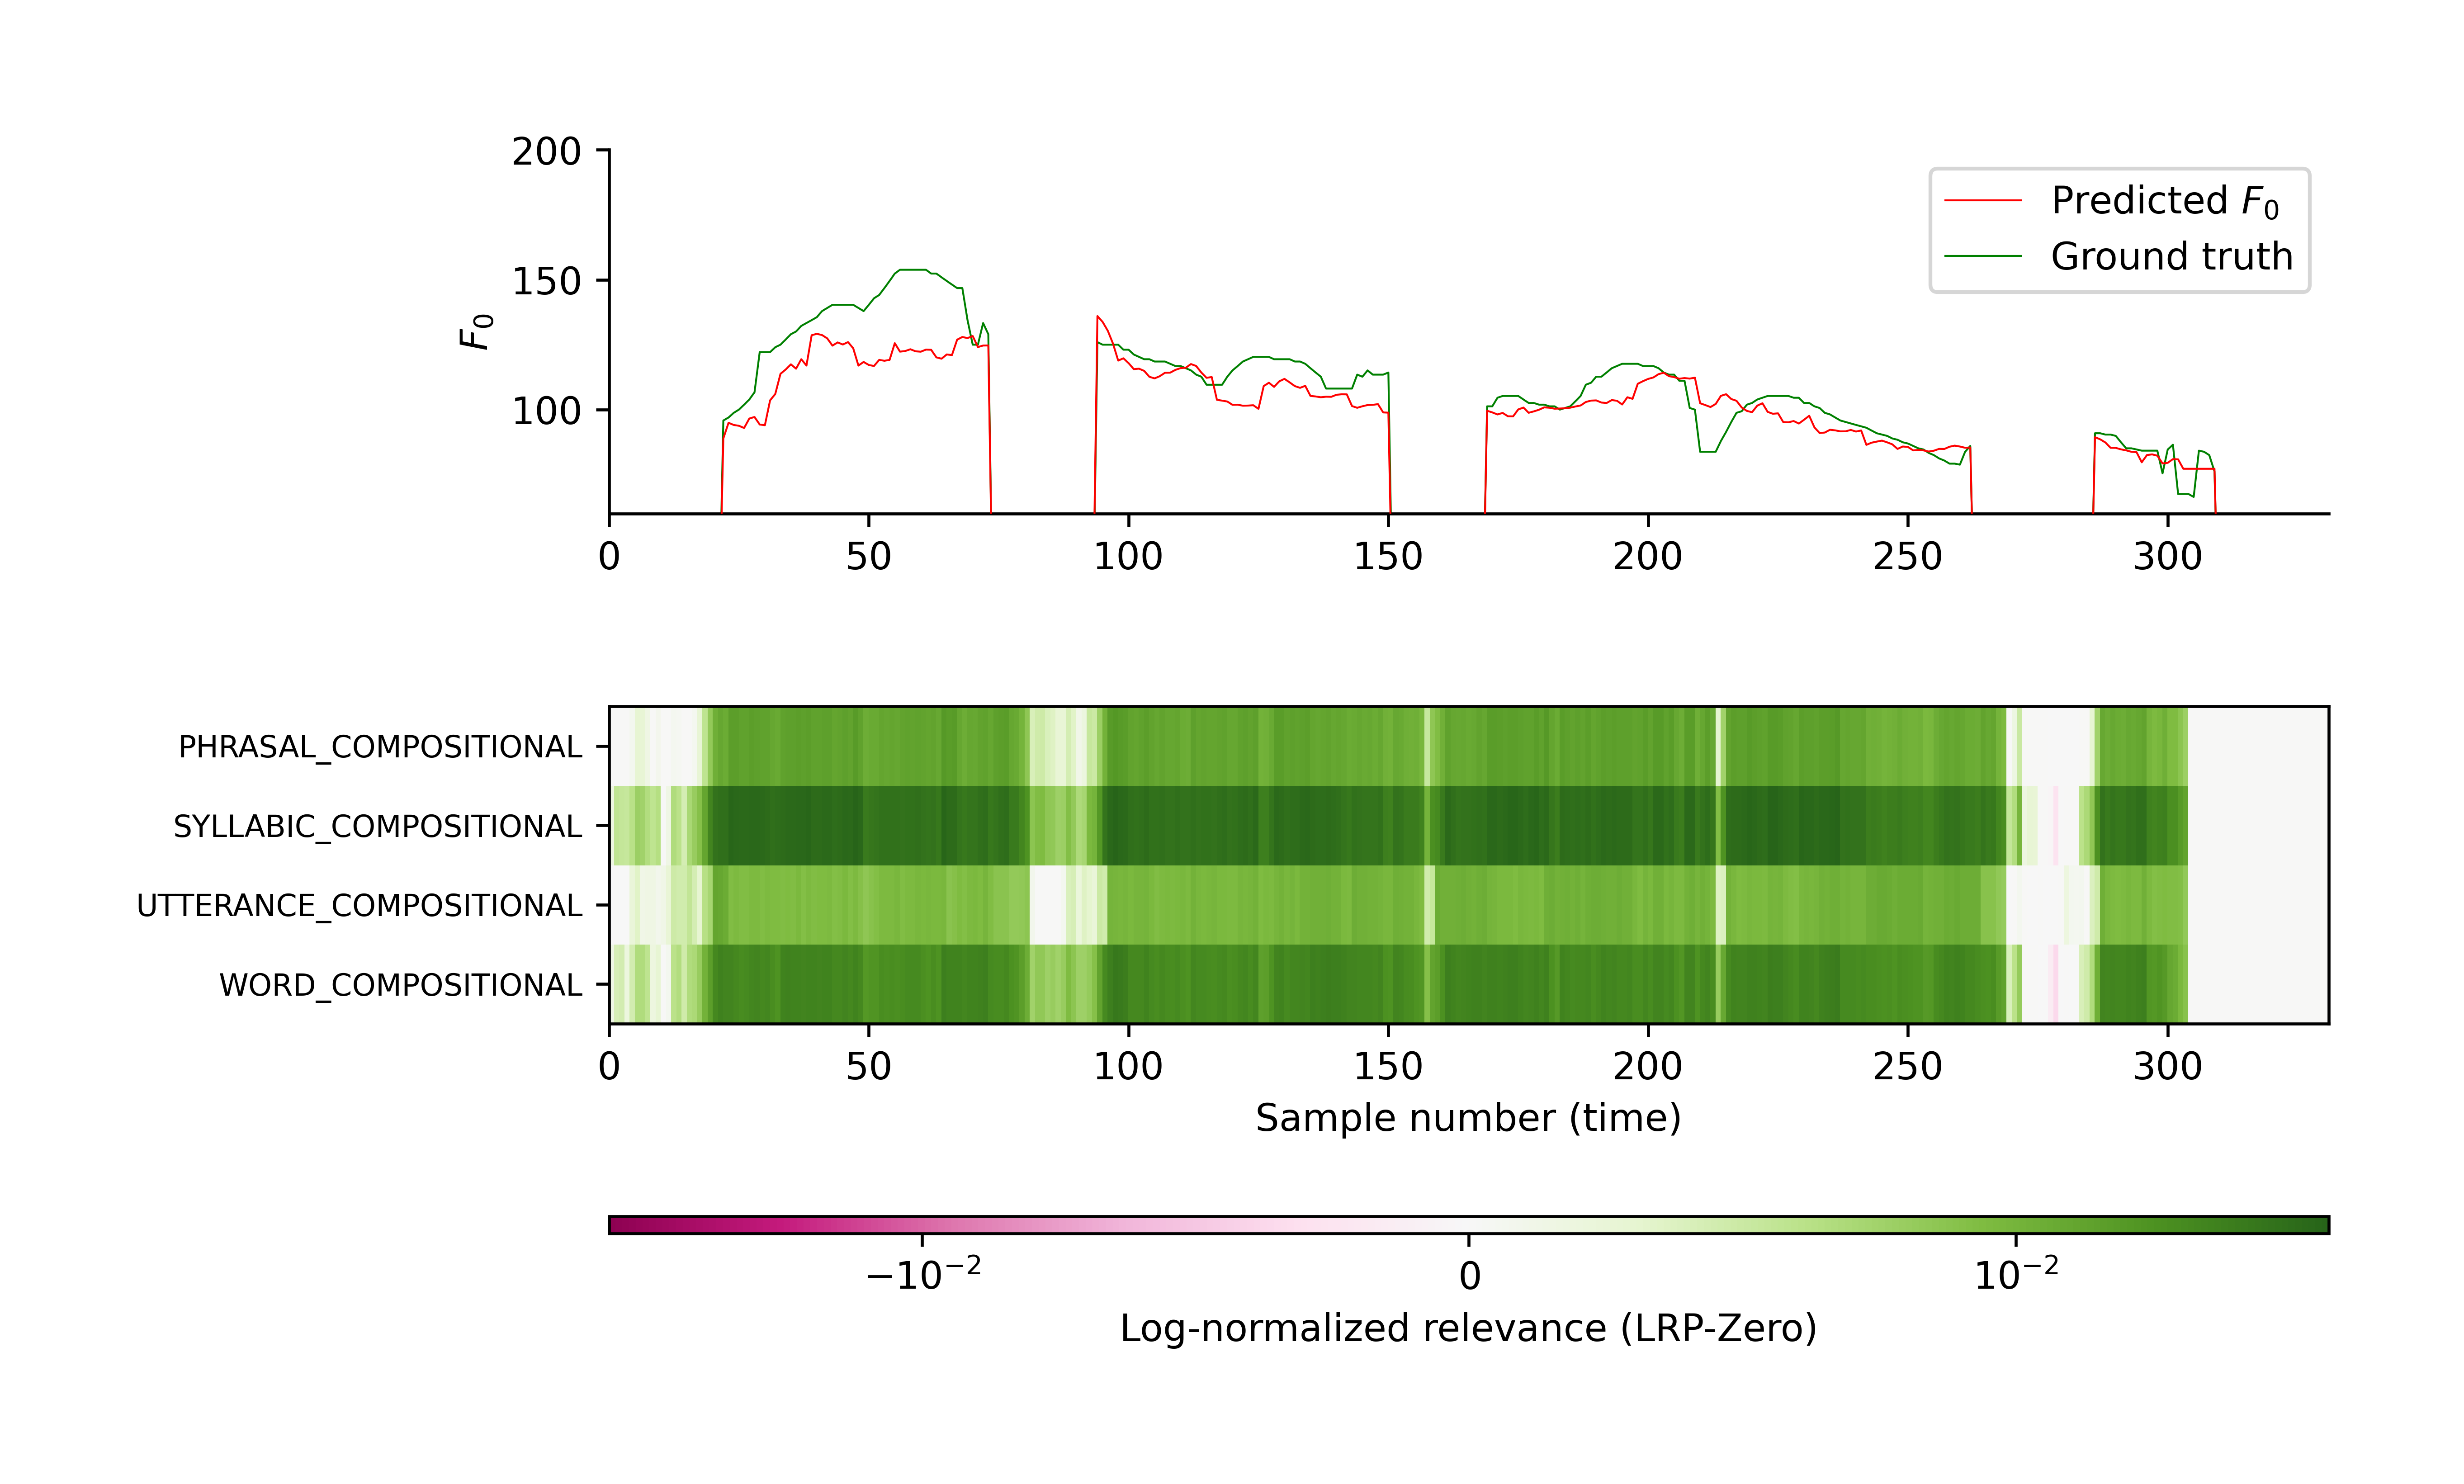 200
150
100
F₀
Predicted F₀
Ground truth
0 50 100 150 200 250 300
PHRASAL_COMPOSITIONAL
SYLLABIC_COMPOSITIONAL
UTTERANCE_COMPOSITIONAL
WORD_COMPOSITIONAL
0 50 100 150 200 250 300
Sample number (time)
−10⁻² 0 10⁻²
Log-normalized relevance (LRP-Zero)